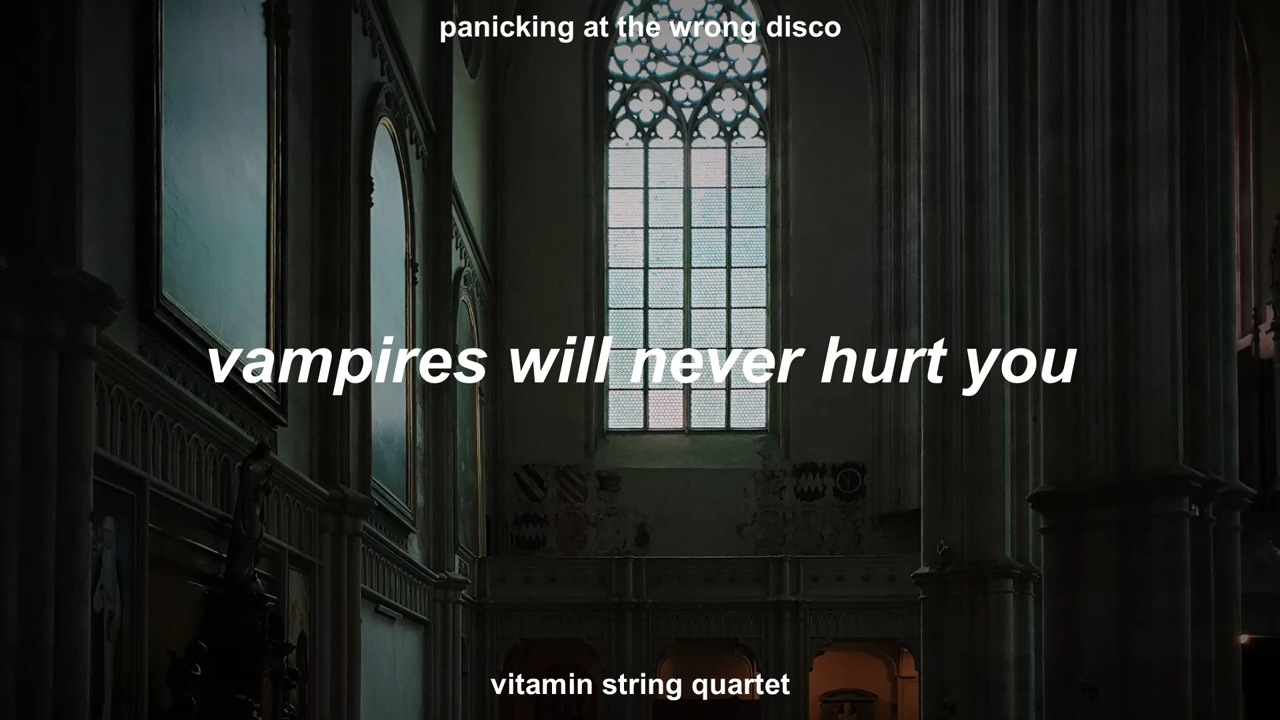 panicking at the wrong disco
vampires will never hurt you
vitamin string quartet